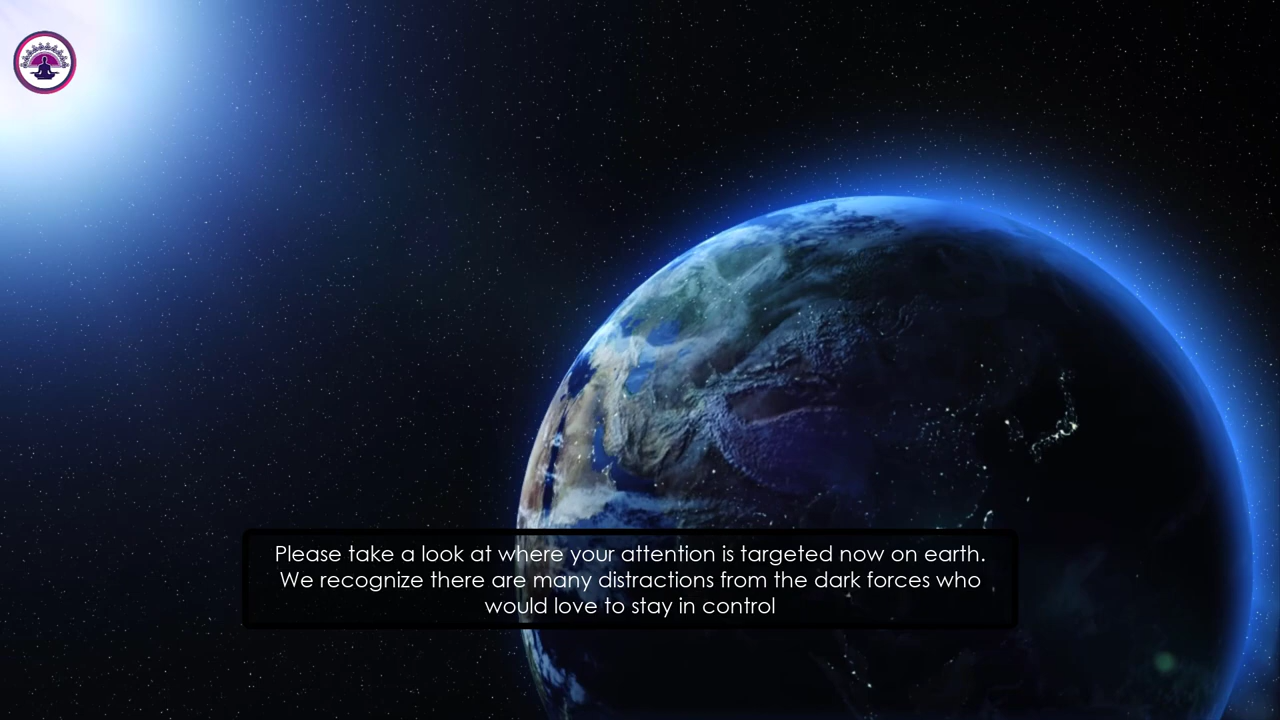 Please take a look at where your attention is targeted now on earth.
We recognize there are many distractions from the dark forces who
would love to stay in control